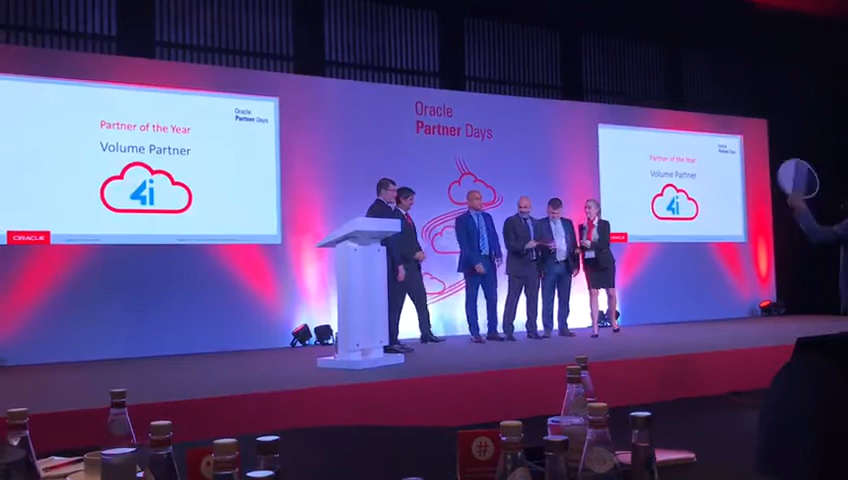 Partner of the Year
Volume Partner
4i
Oracle
Partner Days
ORACLE
Oracle
Partner Days
Partner of the Year
Volume Partner
4i
#